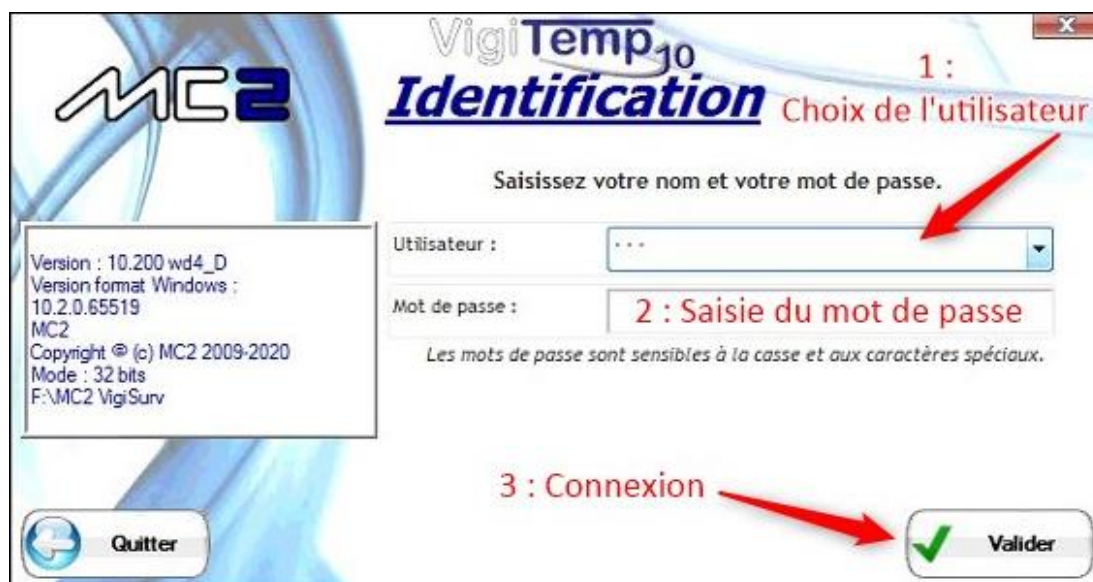 MC2
VigiTemp10
Identification
1 :
Choix de l'utilisateur
Saisissez votre nom et votre mot de passe.
Utilisateur :
...
Mot de passe :
2 : Saisie du mot de passe
Les mots de passe sont sensibles à la casse et aux caractères spéciaux.
Version : 10.200 wd4_D
Version format Windows :
10.2.0.65519
MC2
Copyright ® (c) MC2 2009-2020
Mode : 32 bits
F:\MC2 VigiSurv
3 : Connexion
Quitter
Valider